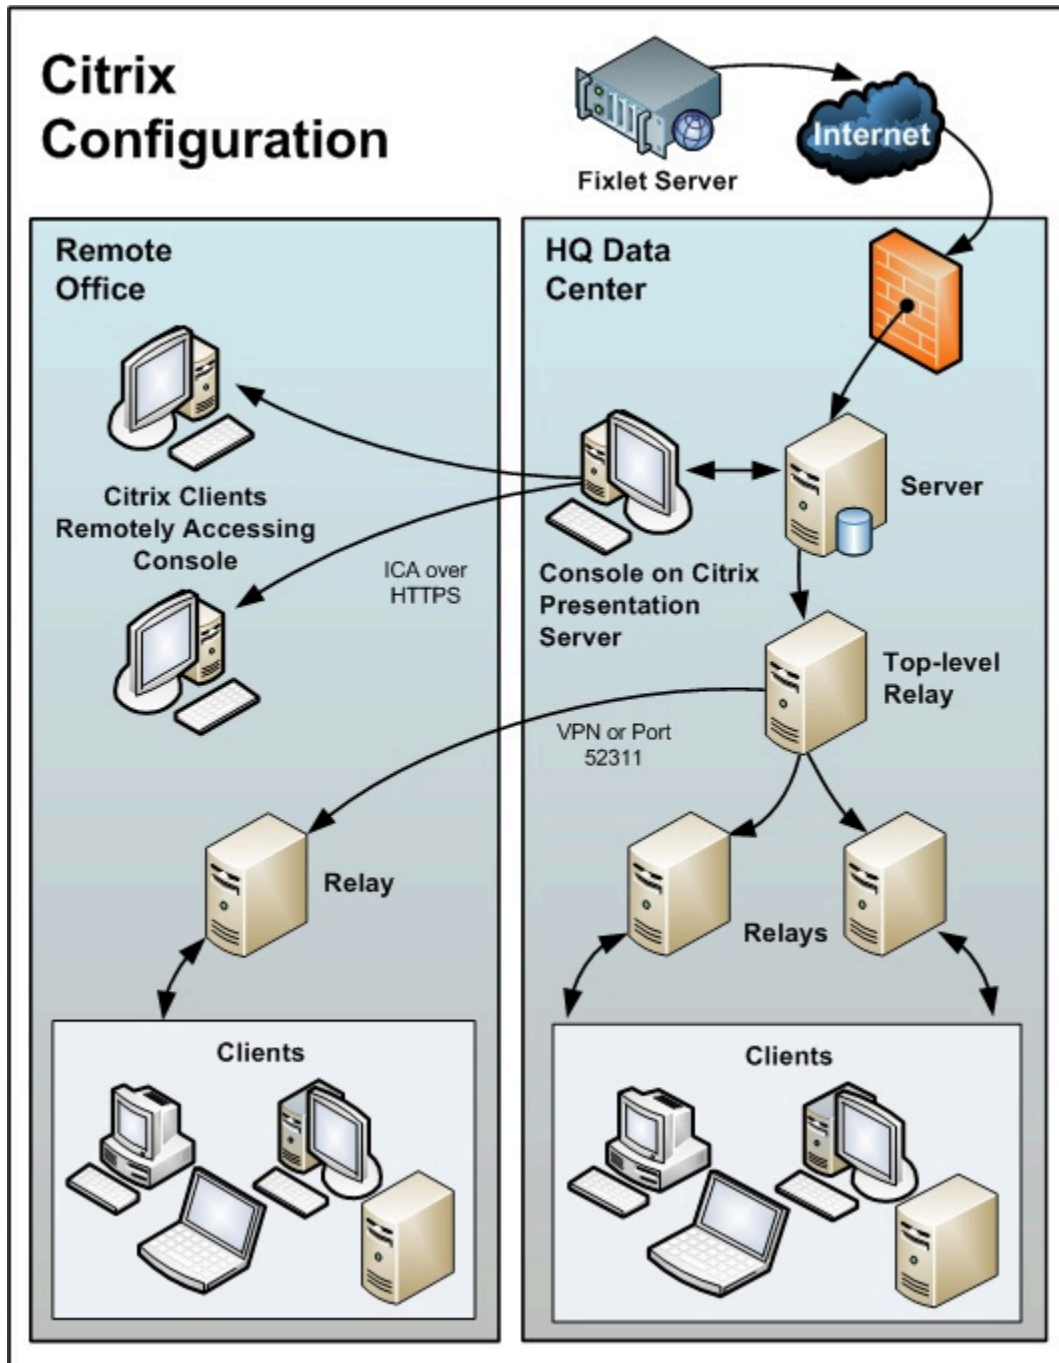 Citrix
Configuration
Fixlet Server
Internet
Remote
Office
HQ Data
Center
Citrix Clients
Remotely Accessing
Console
ICA over
HTTPS
Console on Citrix
Presentation
Server
Server
Top-level
Relay
VPN or Port
52311
Relay
Relays
Clients
Clients